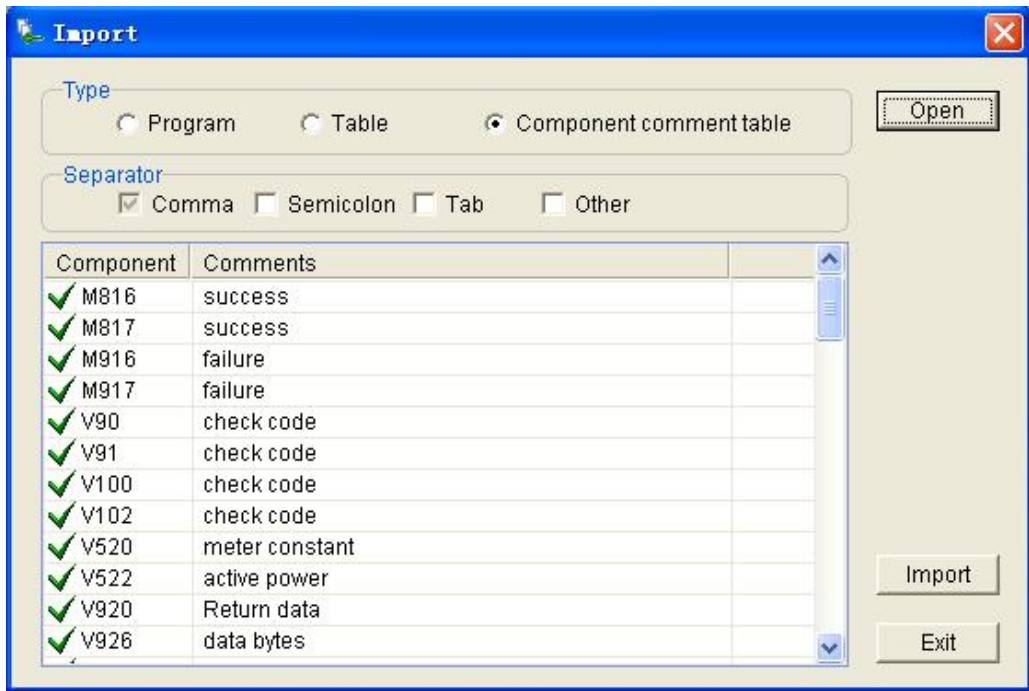 Import
Type
Program Table Component comment table
Open
Separator
Comma Semicolon Tab Other
Component Comments
M816 success
M817 success
M916 failure
M917 failure
V90 check code
V91 check code
V100 check code
V102 check code
V520 meter constant
V522 active power
V920 Return data
V926 data bytes
Import
Exit